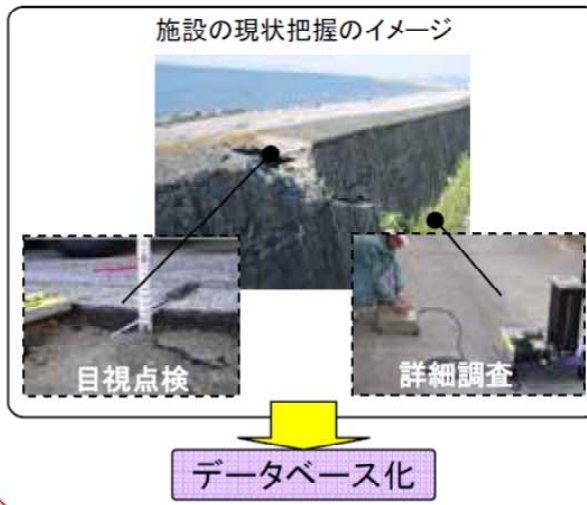 施設の現状把握のイメージ
目視点検
詳細調査
データベース化